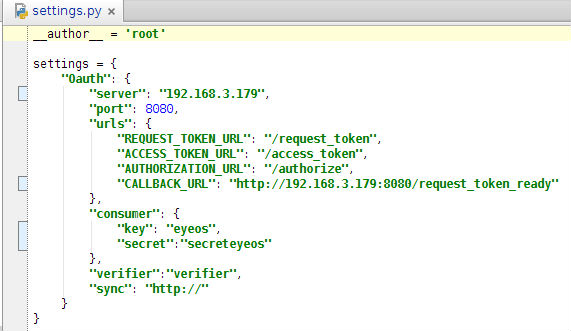 settings.py
__author__ = 'root'
settings = {
    "Oauth": {
        "server": "192.168.3.179",
        "port": 8080,
        "urls": {
            "REQUEST_TOKEN_URL": "/request_token",
            "ACCESS_TOKEN_URL": "/access_token",
            "AUTHORIZATION_URL": "/authorize",
            "CALLBACK_URL": "http://192.168.3.179:8080/request_token_ready"
        },
        "consumer": {
            "key": "eyeos",
            "secret":"secreteyeos"
        },
        "verifier":"verifier",
        "sync": "http://"
    }
}